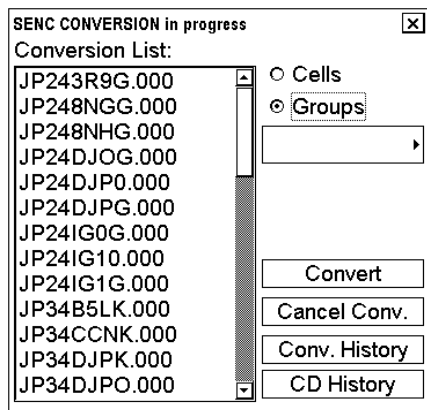 SENC CONVERSION in progress
Conversion List:
JP243R9G.000
JP248NGG.000
JP248NHG.000
JP24DJOG.000
JP24DJP0.000
JP24DJPG.000
JP24IG0G.000
JP24IG10.000
JP24IG1G.000
JP34B5LK.000
JP34CCNK.000
JP34DJPK.000
JP34DJPO.000
Cells
Groups
Convert
Cancel Conv.
Conv. History
CD History